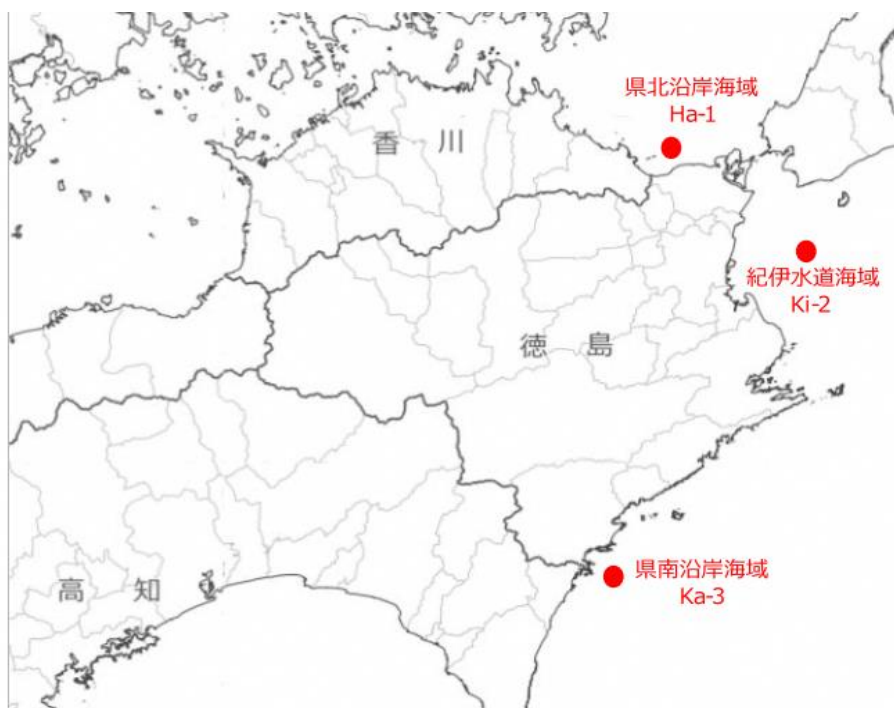 県北沿岸海域
Ha-1
香川
紀伊水道海域
Ki-2
徳島
県南沿岸海域
Ka-3
高知